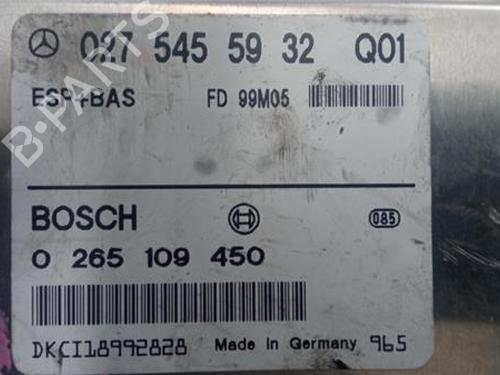 027 545 59 32 Q01
ESP+BAS FD 99M05
BOSCH 085
0 265 109 450
DKCI18992828 Made In Germany 965